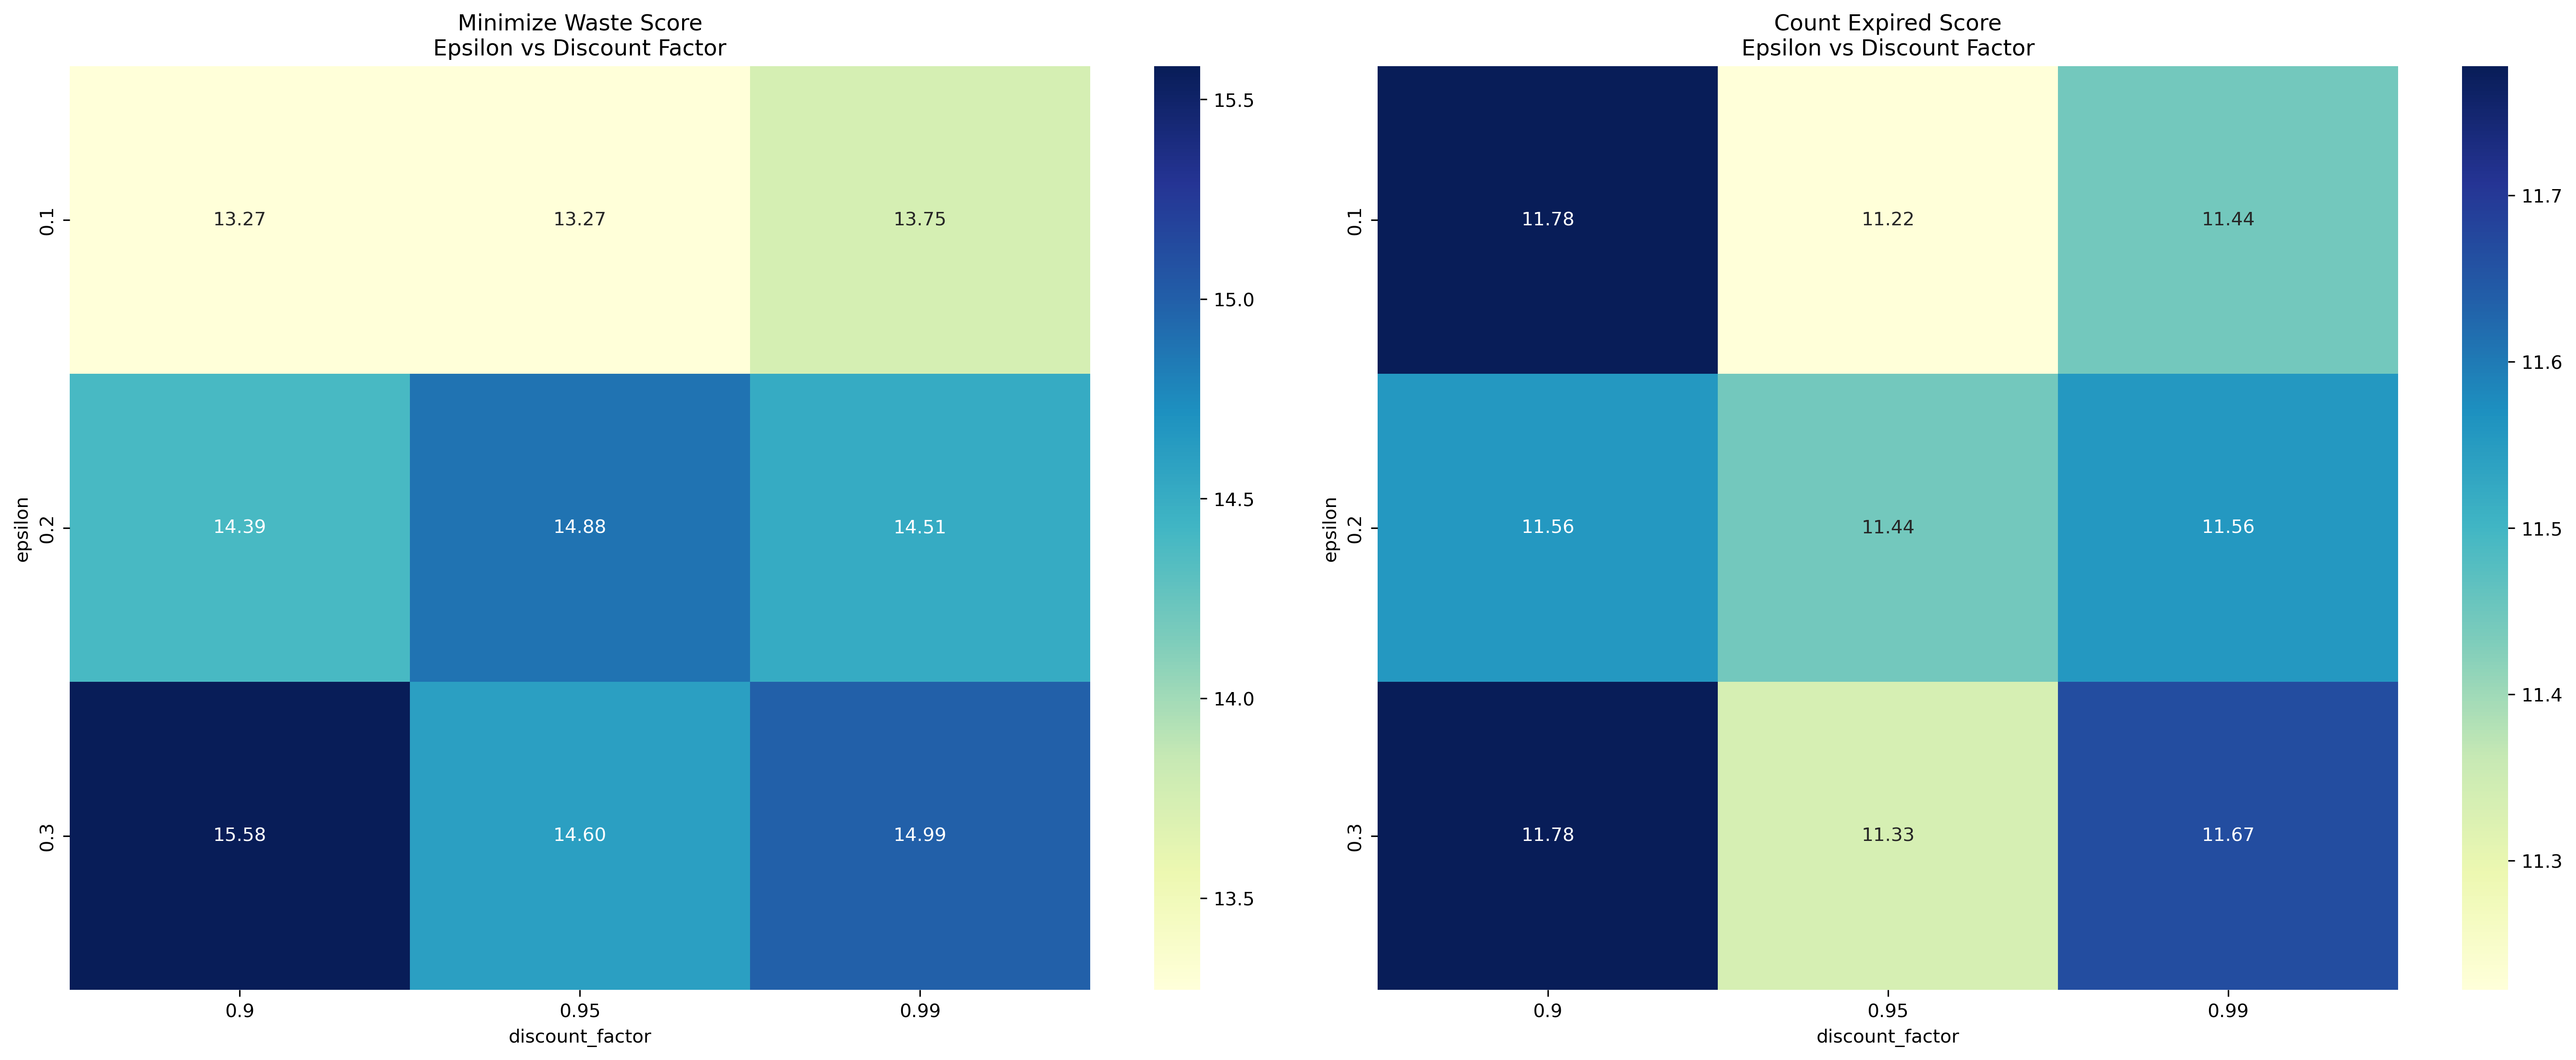 Minimize Waste Score
Epsilon vs Discount Factor
epsilon
0.1
13.27 13.27 13.75
0.2
14.39 14.88 14.51
0.3
15.58 14.60 14.99
0.9 0.95 0.99
discount_factor
15.5
15.0
14.5
14.0
13.5
Count Expired Score
Epsilon vs Discount Factor
epsilon
0.1
11.78 11.22 11.44
0.2
11.56 11.44 11.56
0.3
11.78 11.33 11.67
0.9 0.95 0.99
discount_factor
11.7
11.6
11.5
11.4
11.3